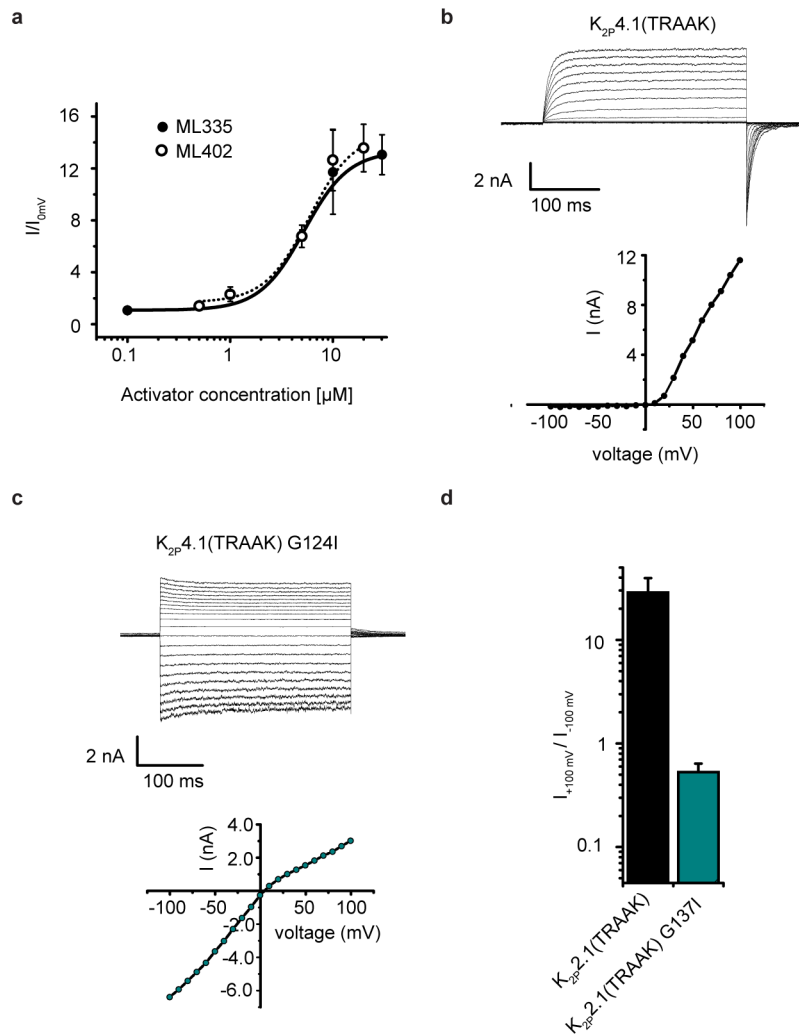 a
16
12
8
4
0
I/I0mV
ML335
ML402
0.1 1 10
Activator concentration [µM]
b
K2P4.1(TRAAK)
2 nA
100 ms
12
8
4
I (nA)
-100 -50 50 100
voltage (mV)
c
K2P4.1(TRAAK) G124I
2 nA
100 ms
4.0
2.0
-2.0
-4.0
-6.0
I (nA)
-100 -50 50 100
voltage (mV)
d
10
1
0.1
I+100 mV / I-100 mV
K2P2.1(TRAAK)
K2P2.1(TRAAK) G137I